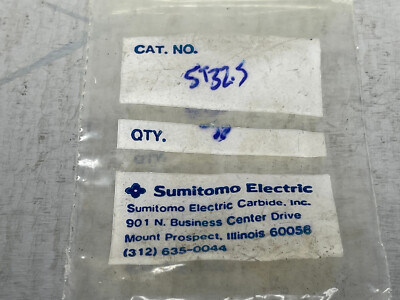 CAT. NO.
ST32.S
QTY.
Sumitomo Electric
Sumitomo Electric Carbide, Inc.
901 N. Business Center Drive
Mount Prospect, Illinois 60056
(312) 635-0044